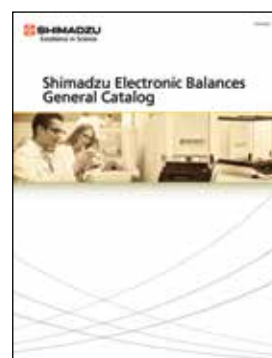 SHIMADZU
Excellence in Science
Shimadzu Electronic Balances
General Catalog